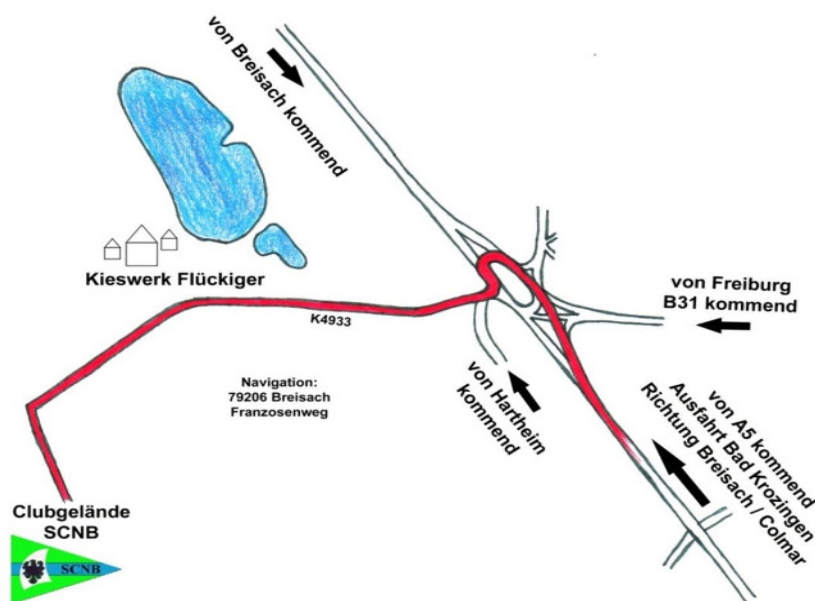 von Breisach kommend
Kieswerk Flückiger
von Freiburg
B31 kommend
K4933
Navigation:
79206 Breisach
Franzosenweg
von Hartheim
kommend
von A5 kommend
Ausfahrt Bad Krozingen
Richtung Breisach / Colmar
Clubgelände
SCNB
SCNB